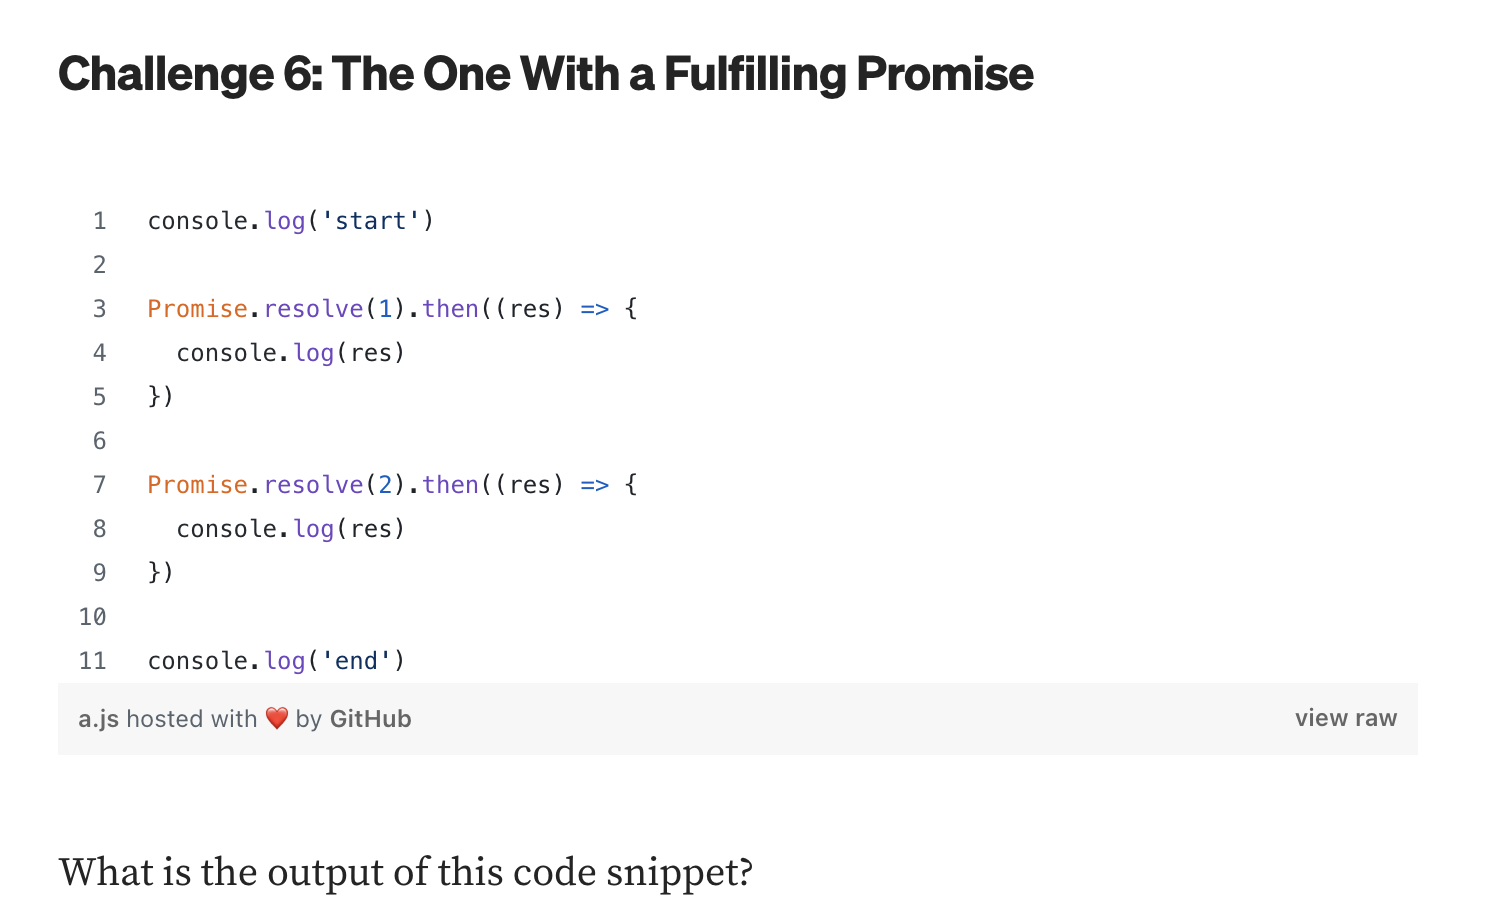 Challenge 6: The One With a Fulfilling Promise
1 console.log('start')
2
3 Promise.resolve(1).then((res) => {
4   console.log(res)
5 })
6
7 Promise.resolve(2).then((res) => {
8   console.log(res)
9 })
10
11 console.log('end')
a.js hosted with ❤️ by GitHub view raw
What is the output of this code snippet?